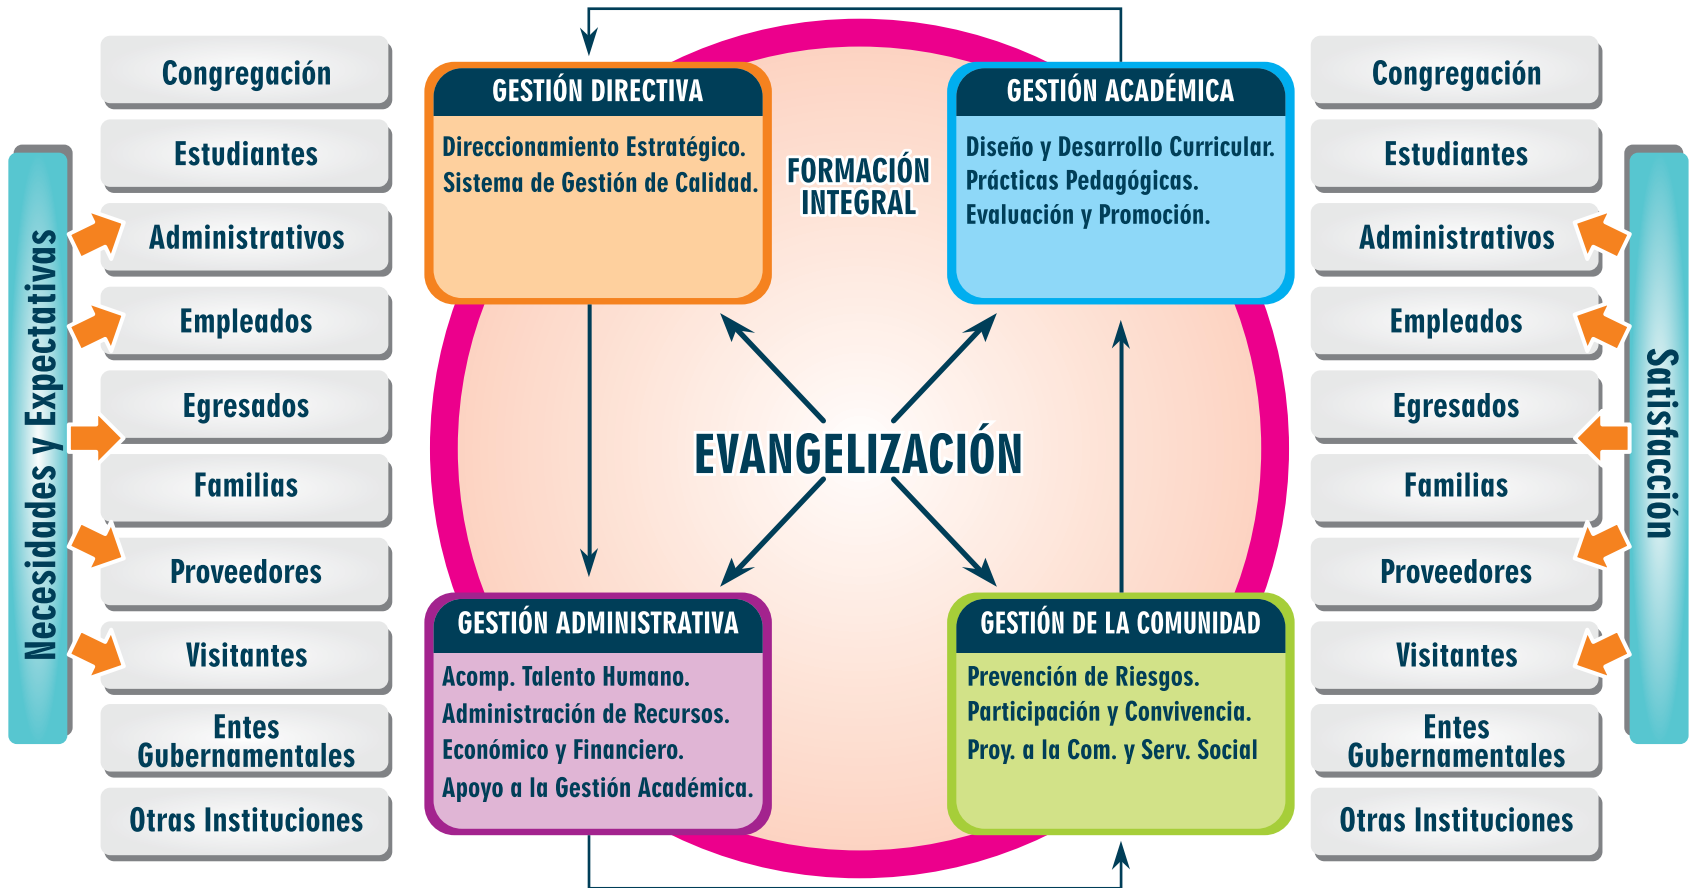 Necesidades y Expectativas
Congregación
Estudiantes
Administrativos
Empleados
Egresados
Familias
Proveedores
Visitantes
Entes
Gubernamentales
Otras Instituciones
GESTIÓN DIRECTIVA
Direccionamiento Estratégico.
Sistema de Gestión de Calidad.
FORMACIÓN
INTEGRAL
GESTIÓN ACADÉMICA
Diseño y Desarrollo Curricular.
Prácticas Pedagógicas.
Evaluación y Promoción.
EVANGELIZACIÓN
GESTIÓN ADMINISTRATIVA
Acomp. Talento Humano.
Administración de Recursos.
Económico y Financiero.
Apoyo a la Gestión Académica.
GESTIÓN DE LA COMUNIDAD
Prevención de Riesgos.
Participación y Convivencia.
Proy. a la Com. y Serv. Social
Congregación
Estudiantes
Administrativos
Empleados
Egresados
Familias
Proveedores
Visitantes
Entes
Gubernamentales
Otras Instituciones
Satisfacción